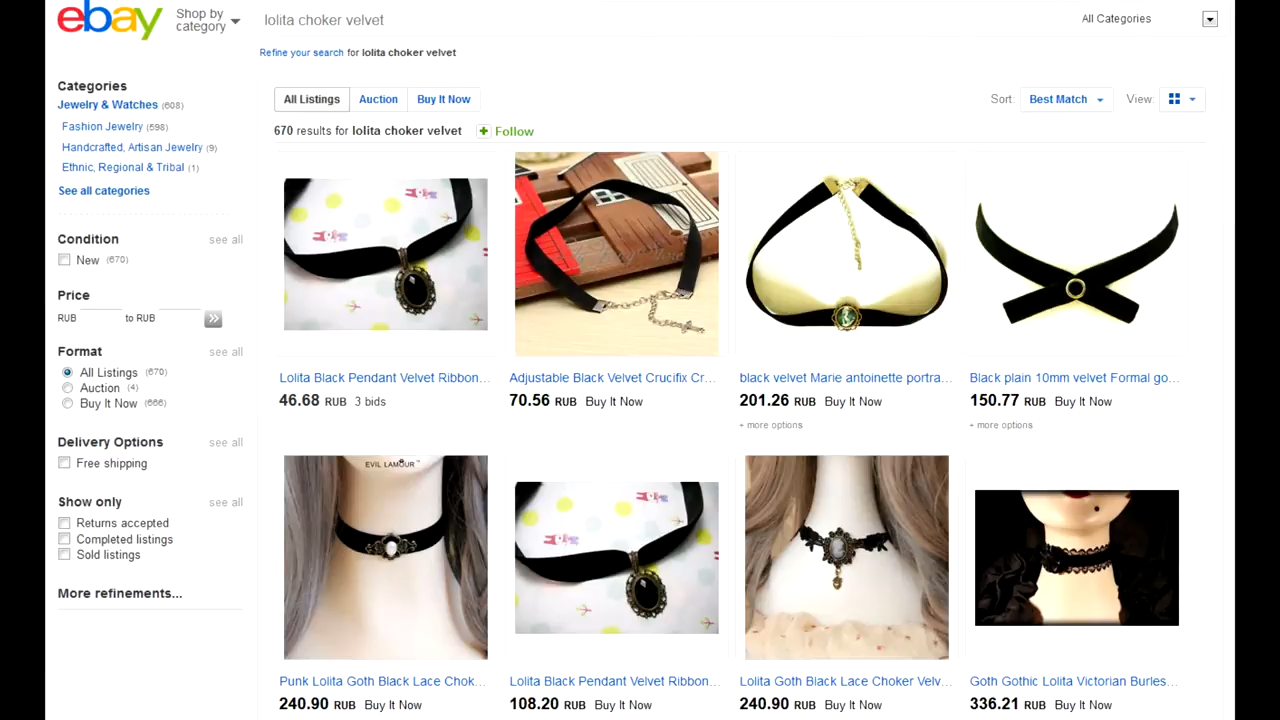 ebay
Shop by
category
lolita choker velvet
All Categories
Refine your search for lolita choker velvet
Categories
Jewelry & Watches (608)
Fashion Jewelry (598)
Handcrafted, Artisan Jewelry (9)
Ethnic, Regional & Tribal (1)
See all categories
Condition see all
New (670)
Price
RUB to RUB
Format see all
All Listings (670)
Auction (4)
Buy It Now (666)
Delivery Options see all
Free shipping
Show only see all
Returns accepted
Completed listings
Sold listings
More refinements...
All Listings Auction Buy It Now
Sort: Best Match View:
670 results for lolita choker velvet + Follow
Lolita Black Pendant Velvet Ribbon...
46.68 RUB 3 bids
Adjustable Black Velvet Crucifix Cr...
70.56 RUB Buy It Now
black velvet Marie antoinette portra...
201.26 RUB Buy It Now
+ more options
Black plain 10mm velvet Formal go...
150.77 RUB Buy It Now
+ more options
EVIL LAMOUR™
Punk Lolita Goth Black Lace Chok...
240.90 RUB Buy It Now
Lolita Black Pendant Velvet Ribbon...
108.20 RUB Buy It Now
Lolita Goth Black Lace Choker Velv...
240.90 RUB Buy It Now
Goth Gothic Lolita Victorian Burles...
336.21 RUB Buy It Now